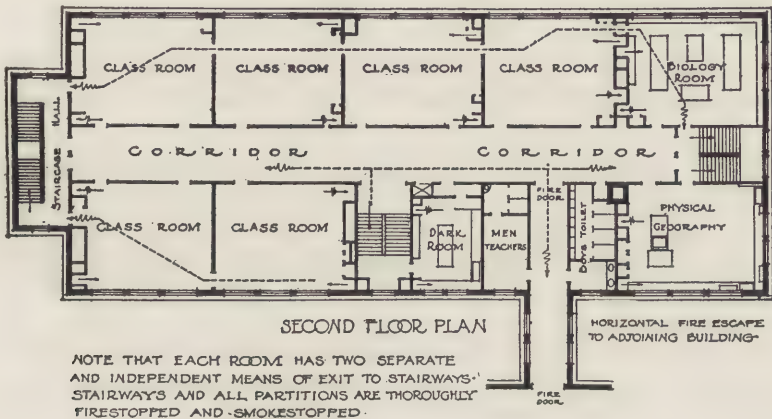 CLASS ROOM
CLASS ROOM
CLASS ROOM
CLASS ROOM
BIOLOGY
ROOM
STAIRCASE HALL
CORRIDOR
CORRIDOR
CLASS ROOM
CLASS ROOM
DARK
ROOM
MEN
TEACHERS
FIRE
DOOR
BOYS TOILET
PHYSICAL
GEOGRAPHY
SECOND FLOOR PLAN
HORIZONTAL FIRE ESCAPE
TO ADJOINING BUILDING
NOTE THAT EACH ROOM HAS TWO SEPARATE
AND INDEPENDENT MEANS OF EXIT TO STAIRWAYS.
STAIRWAYS AND ALL PARTITIONS ARE THOROUGHLY
FIRESTOPPED AND SMOKESTOPPED.
FIRE
DOOR